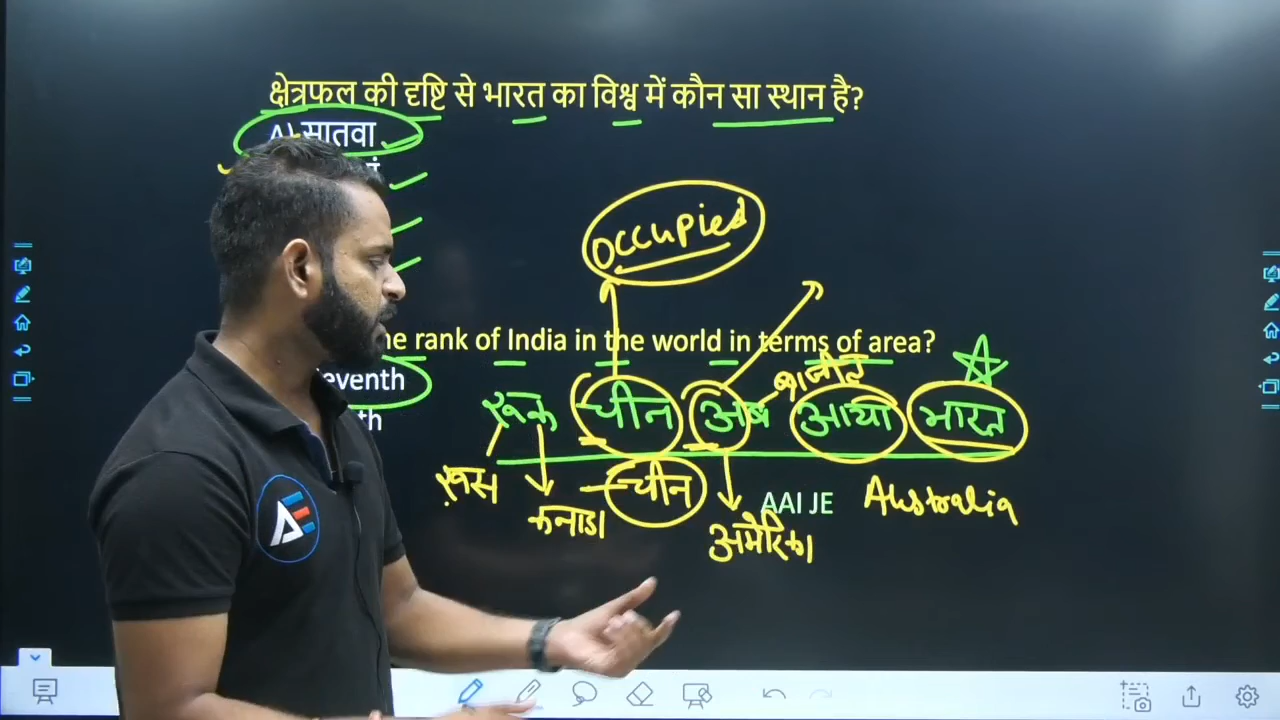 क्षेत्रफल की दृष्टि से भारत का विश्व में कौन सा स्थान है?
A) सातवा
Occupied
rank of India in the world in terms of area?
eventh
th
रूक चीन अब आया भारत
ब्राजील
रूस
कनाडा
चीन
अमेरिका
AAI JE
Australia